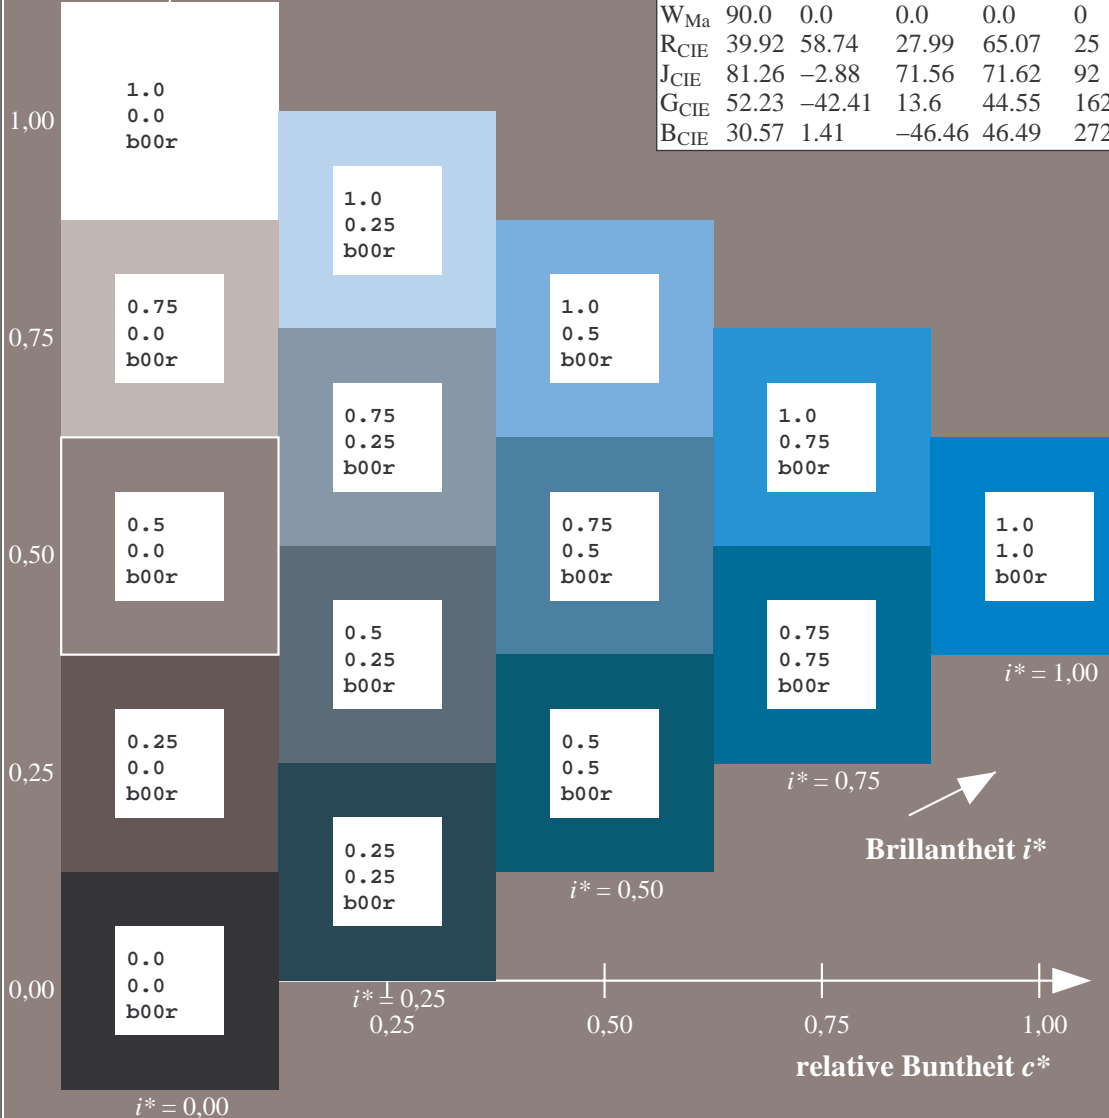 W_Ma 90.0 0.0 0.0 0.0 0
R_CIE 39.92 58.74 27.99 65.07 25
J_CIE 81.26 −2.88 71.56 71.62 92
G_CIE 52.23 −42.41 13.6 44.55 162
B_CIE 30.57 1.41 −46.46 46.49 272
1.0
0.0
b00r
1,00
1.0
0.25
b00r
0.75
0.0
b00r
1.0
0.5
b00r
0,75
0.75
0.25
b00r
1.0
0.75
b00r
0.5
0.0
b00r
0.75
0.5
b00r
1.0
1.0
b00r
0,50
0.5
0.25
b00r
0.75
0.75
b00r
i* = 1,00
0.25
0.0
b00r
0.5
0.5
b00r
0,25
i* = 0,75
Brillantheit i*
0.25
0.25
b00r
i* = 0,50
0.0
0.0
b00r
0,00
i* = 0,25
0,25 0,50 0,75 1,00
relative Buntheit c*
i* = 0,00